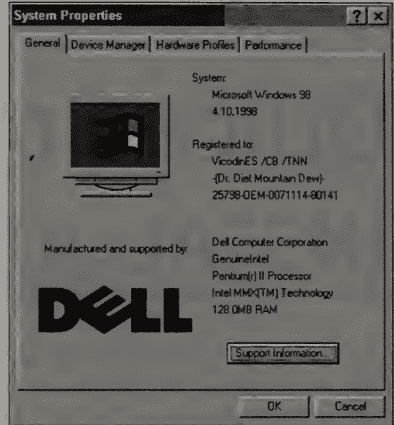 System Properties
? ×
General Device Manager Hardware Profiles Performance
System:
Microsoft Windows 98
4.10.1998
Registered to:
VicodinES /CB /TNN
-{Dr. Diet Mountain Dew}-
25798-OEM-0071114-80141
Manufactured and supported by:
Dell Computer Corporation
GenuineIntel
Pentium(r) II Processor
Intel MMX(TM) Technology
128.0MB RAM
DELL
Support Information...
OK Cancel